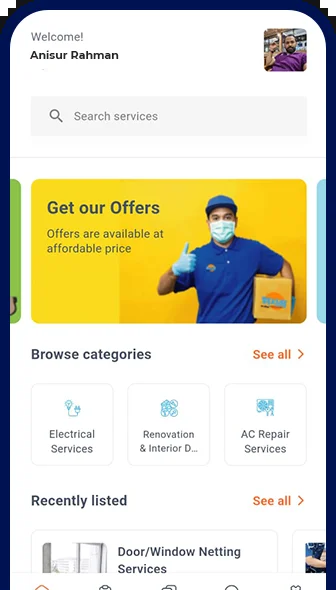 Welcome!
Anisur Rahman
Search services
Get our Offers
Offers are available at
affordable price
Browse categories
See all
Electrical
Services
Renovation
& Interior D...
AC Repair
Services
Recently listed
See all
Door/Window Netting
Services